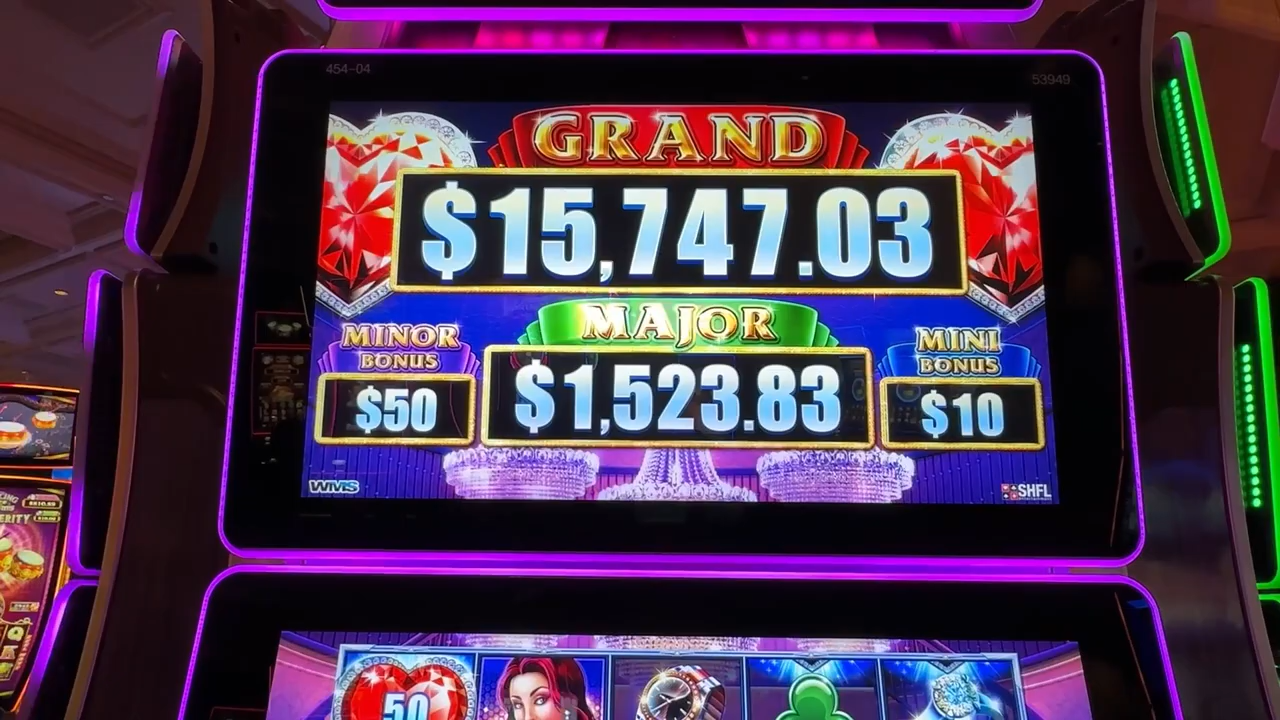 454-04
53949
GRAND
$15,747.03
MAJOR
MINOR
BONUS
MINI
BONUS
$50
$1,523.83
$10
WMS
SHFL
ERITY
50